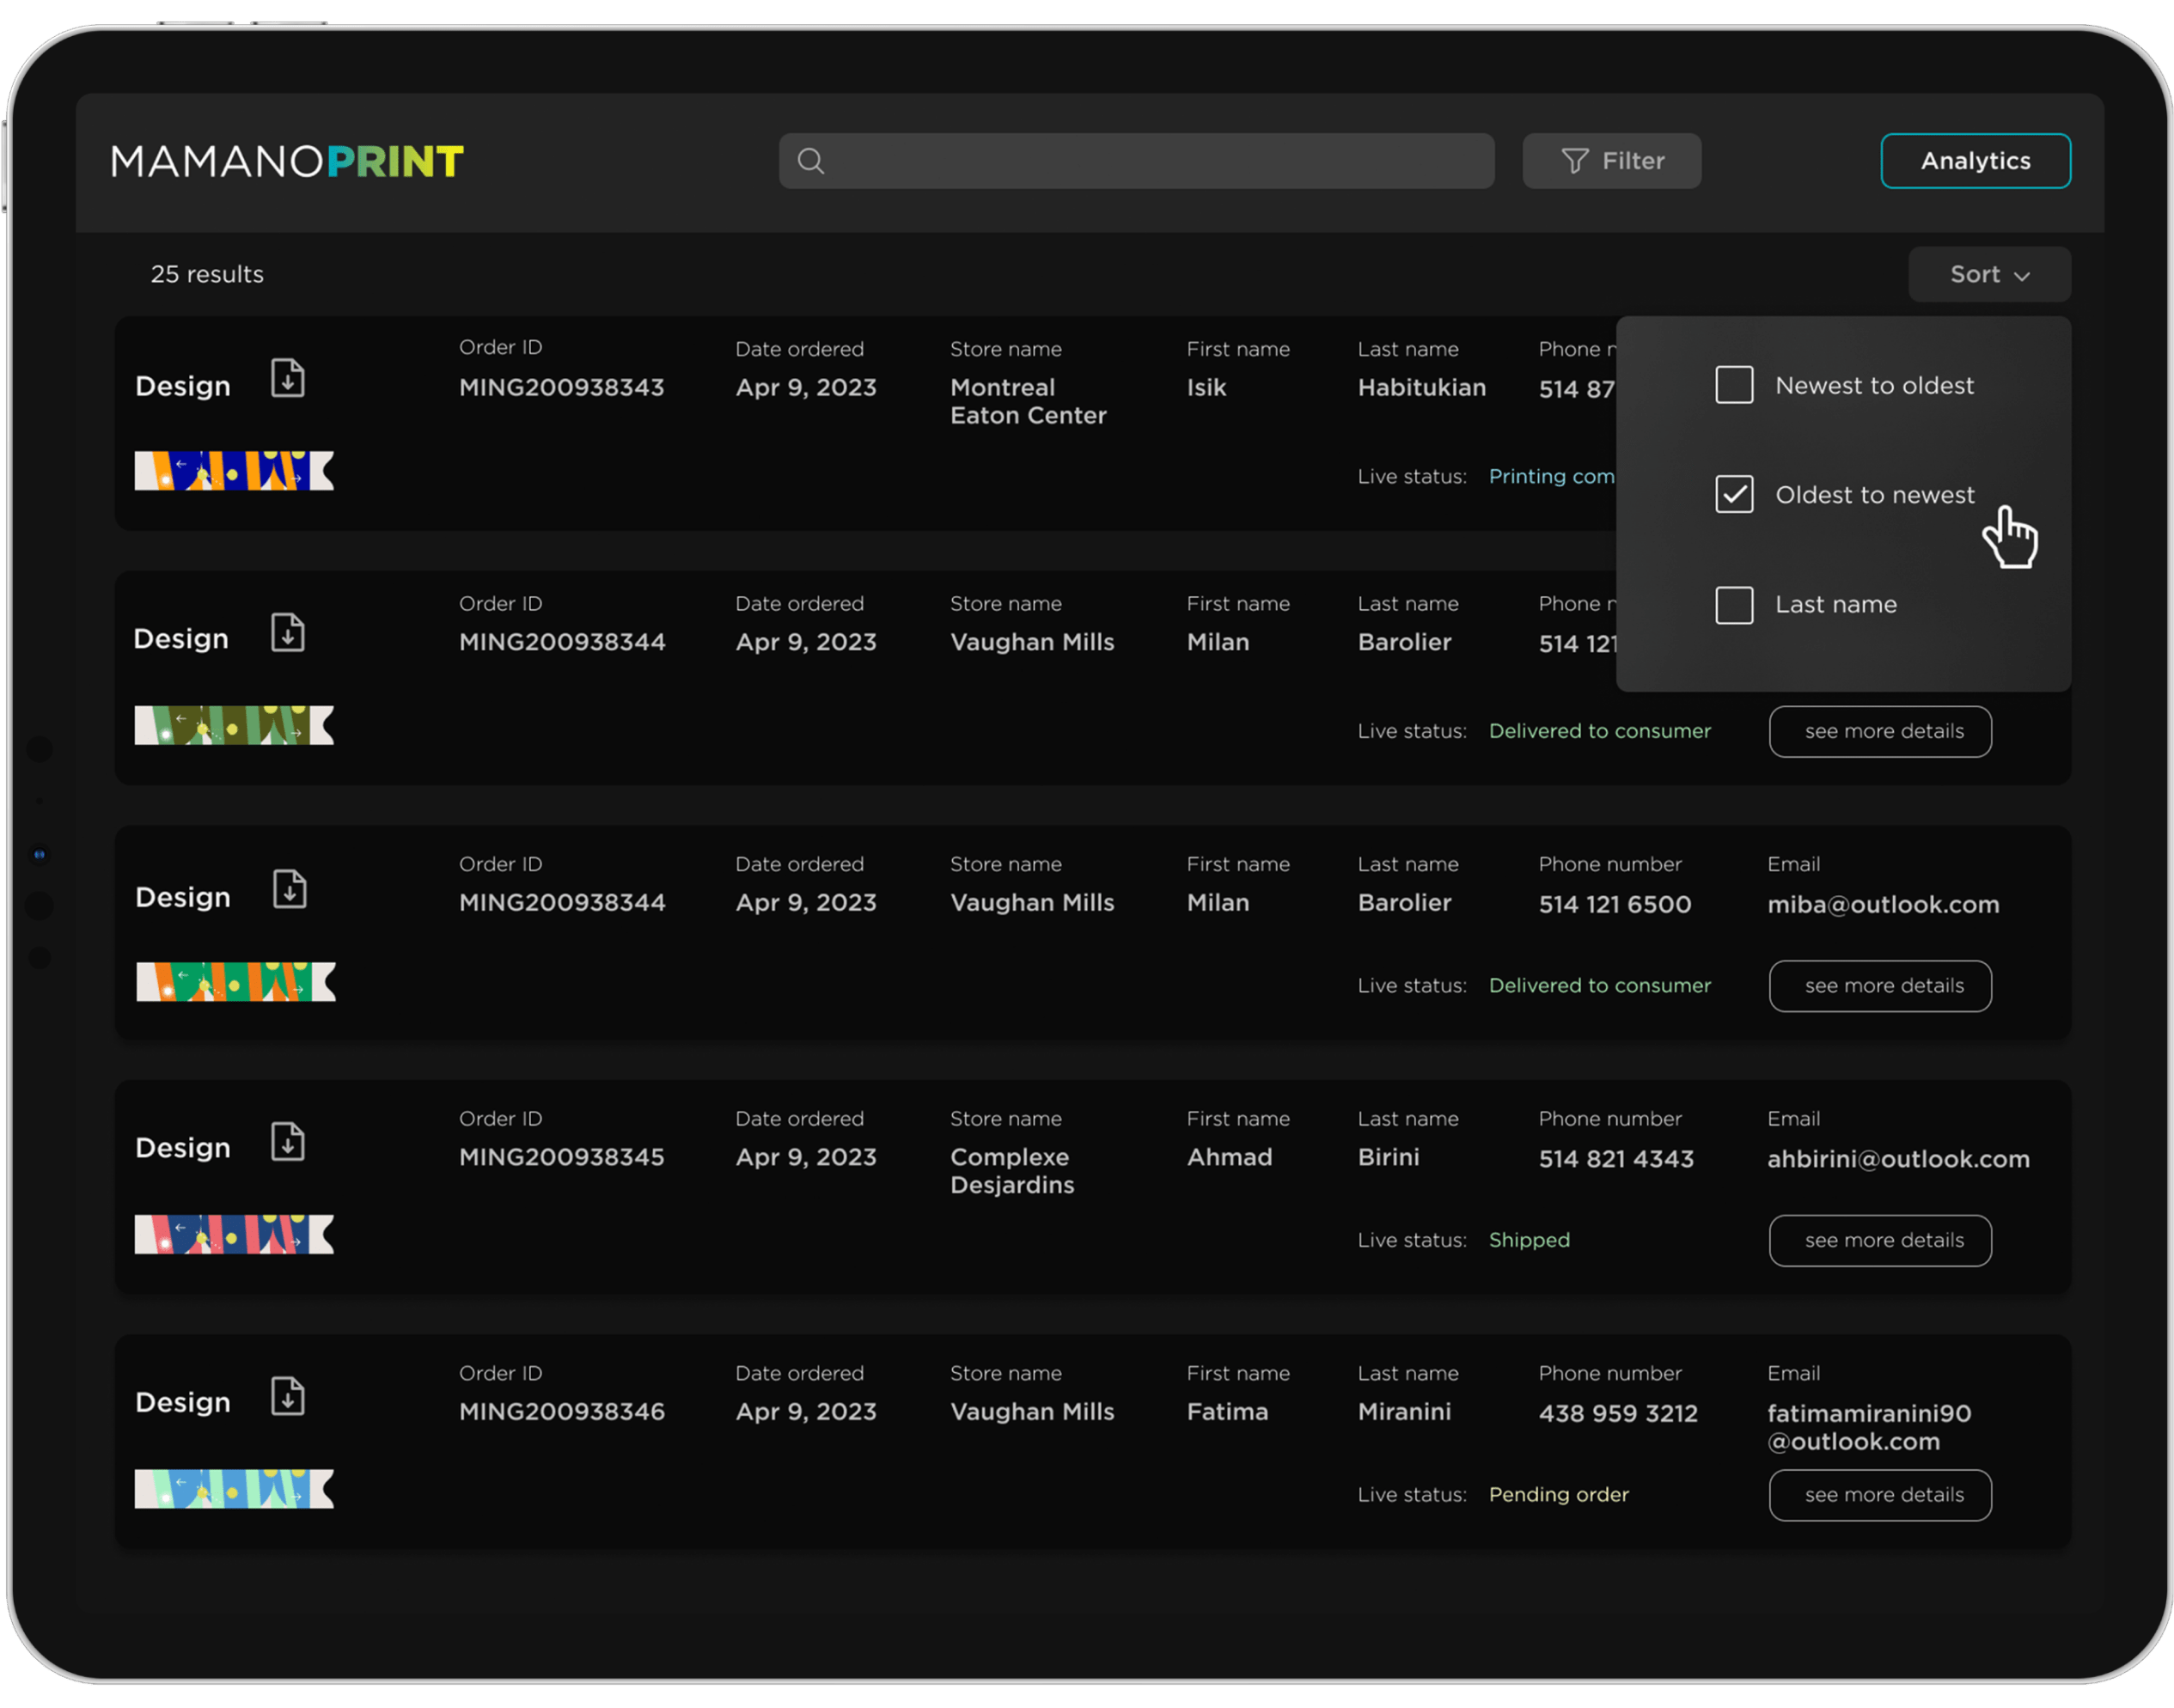 MAMANOPRINT
Filter
Analytics
25 results
Sort
Design
Order ID
MING200938343
Date ordered
Apr 9, 2023
Store name
Montreal
Eaton Center
First name
Isik
Last name
Habitukian
Phone n
514 87
Live status: Printing com
Newest to oldest
Oldest to newest
Last name
Design
Order ID
MING200938344
Date ordered
Apr 9, 2023
Store name
Vaughan Mills
First name
Milan
Last name
Barolier
Phone n
514 121
Live status: Delivered to consumer
see more details
Design
Order ID
MING200938344
Date ordered
Apr 9, 2023
Store name
Vaughan Mills
First name
Milan
Last name
Barolier
Phone number
514 121 6500
Email
miba@outlook.com
Live status: Delivered to consumer
see more details
Design
Order ID
MING200938345
Date ordered
Apr 9, 2023
Store name
Complexe
Desjardins
First name
Ahmad
Last name
Birini
Phone number
514 821 4343
Email
ahbirini@outlook.com
Live status: Shipped
see more details
Design
Order ID
MING200938346
Date ordered
Apr 9, 2023
Store name
Vaughan Mills
First name
Fatima
Last name
Miranini
Phone number
438 959 3212
Email
fatimamiranini90
@outlook.com
Live status: Pending order
see more details